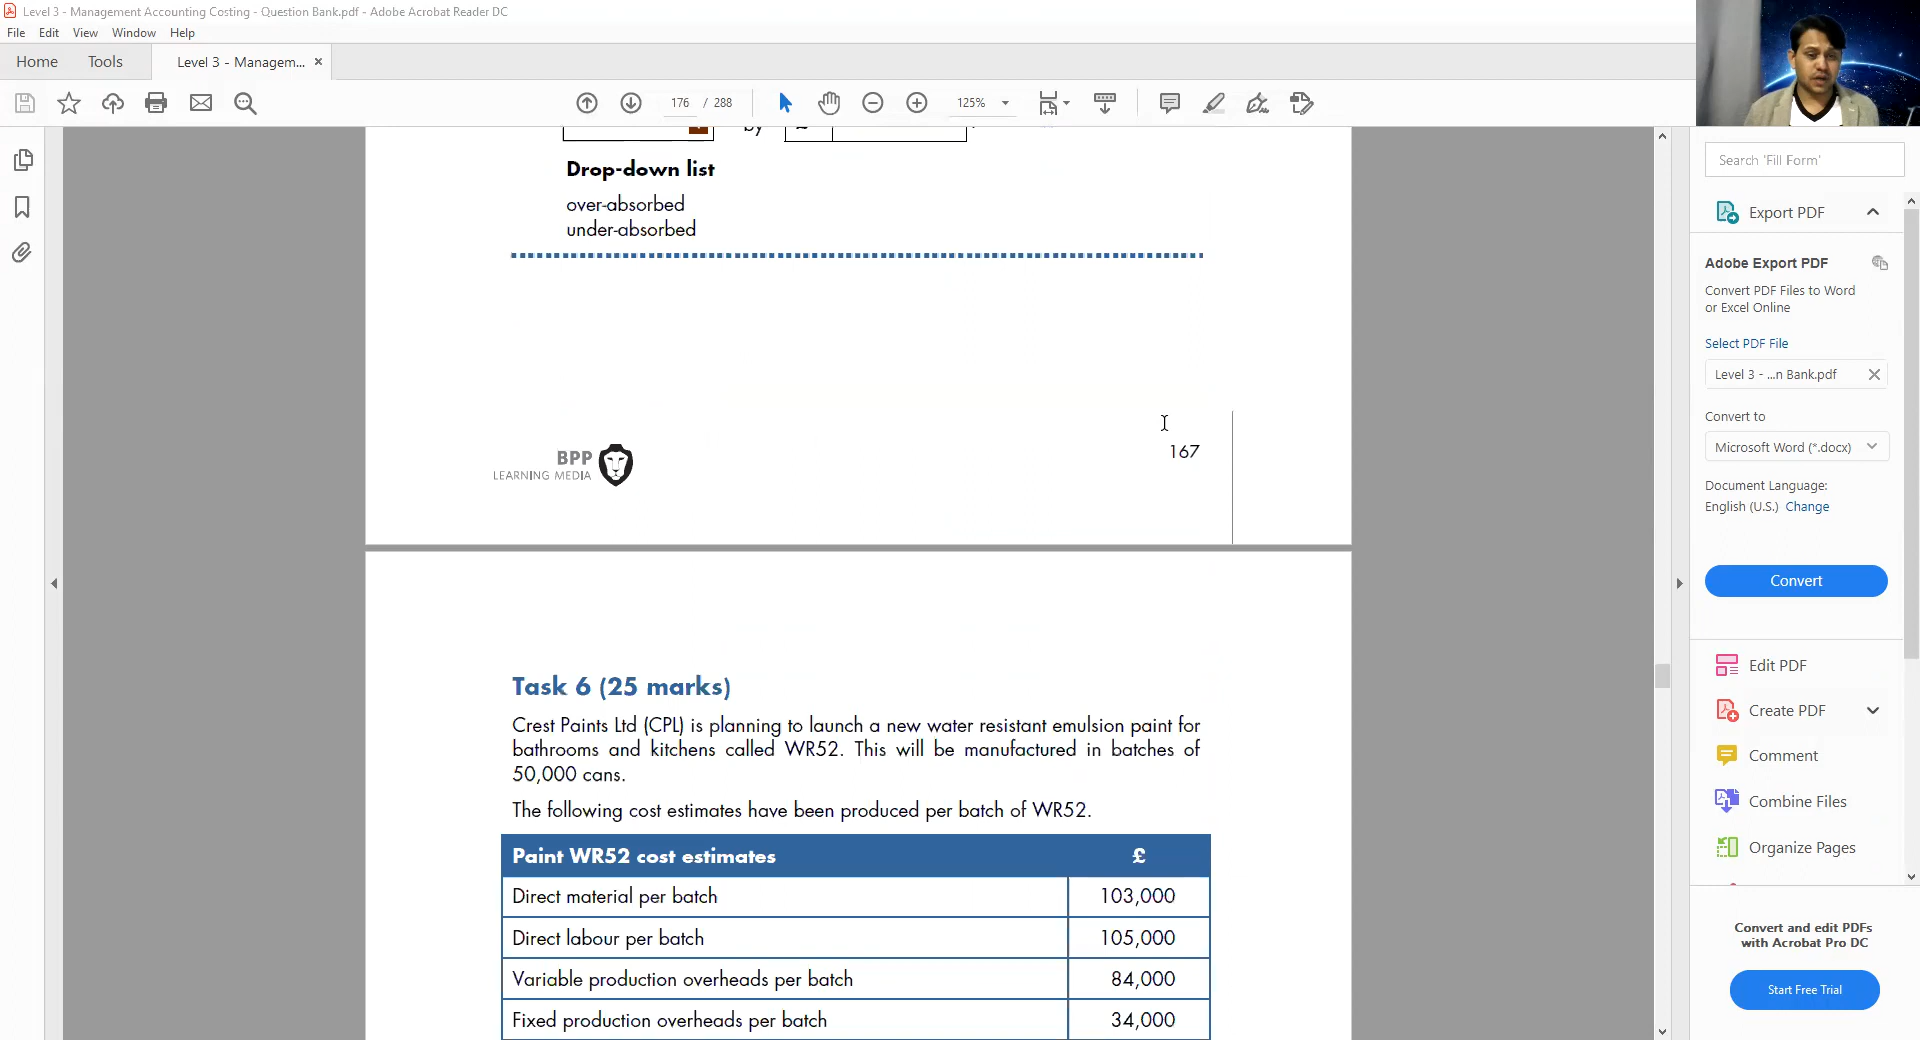 Level 3 - Management Accounting Costing - Question Bank.pdf - Adobe Acrobat Reader DC
File Edit View Window Help
Home Tools Level 3 - Managem... ×
176 / 288 125%
Search 'Fill Form'
by
Drop-down list
over-absorbed
under-absorbed
BPP
LEARNING MEDIA
167
Task 6 (25 marks)
Crest Paints Ltd (CPL) is planning to launch a new water resistant emulsion paint for
bathrooms and kitchens called WR52. This will be manufactured in batches of
50,000 cans.
The following cost estimates have been produced per batch of WR52.
Paint WR52 cost estimates £
Direct material per batch 103,000
Direct labour per batch 105,000
Variable production overheads per batch 84,000
Fixed production overheads per batch 34,000
Export PDF
Adobe Export PDF
Convert PDF Files to Word
or Excel Online
Select PDF File
Level 3 - ...n Bank.pdf
Convert to
Microsoft Word (*.docx)
Document Language:
English (U.S.) Change
Convert
Edit PDF
Create PDF
Comment
Combine Files
Organize Pages
Convert and edit PDFs
with Acrobat Pro DC
Start Free Trial